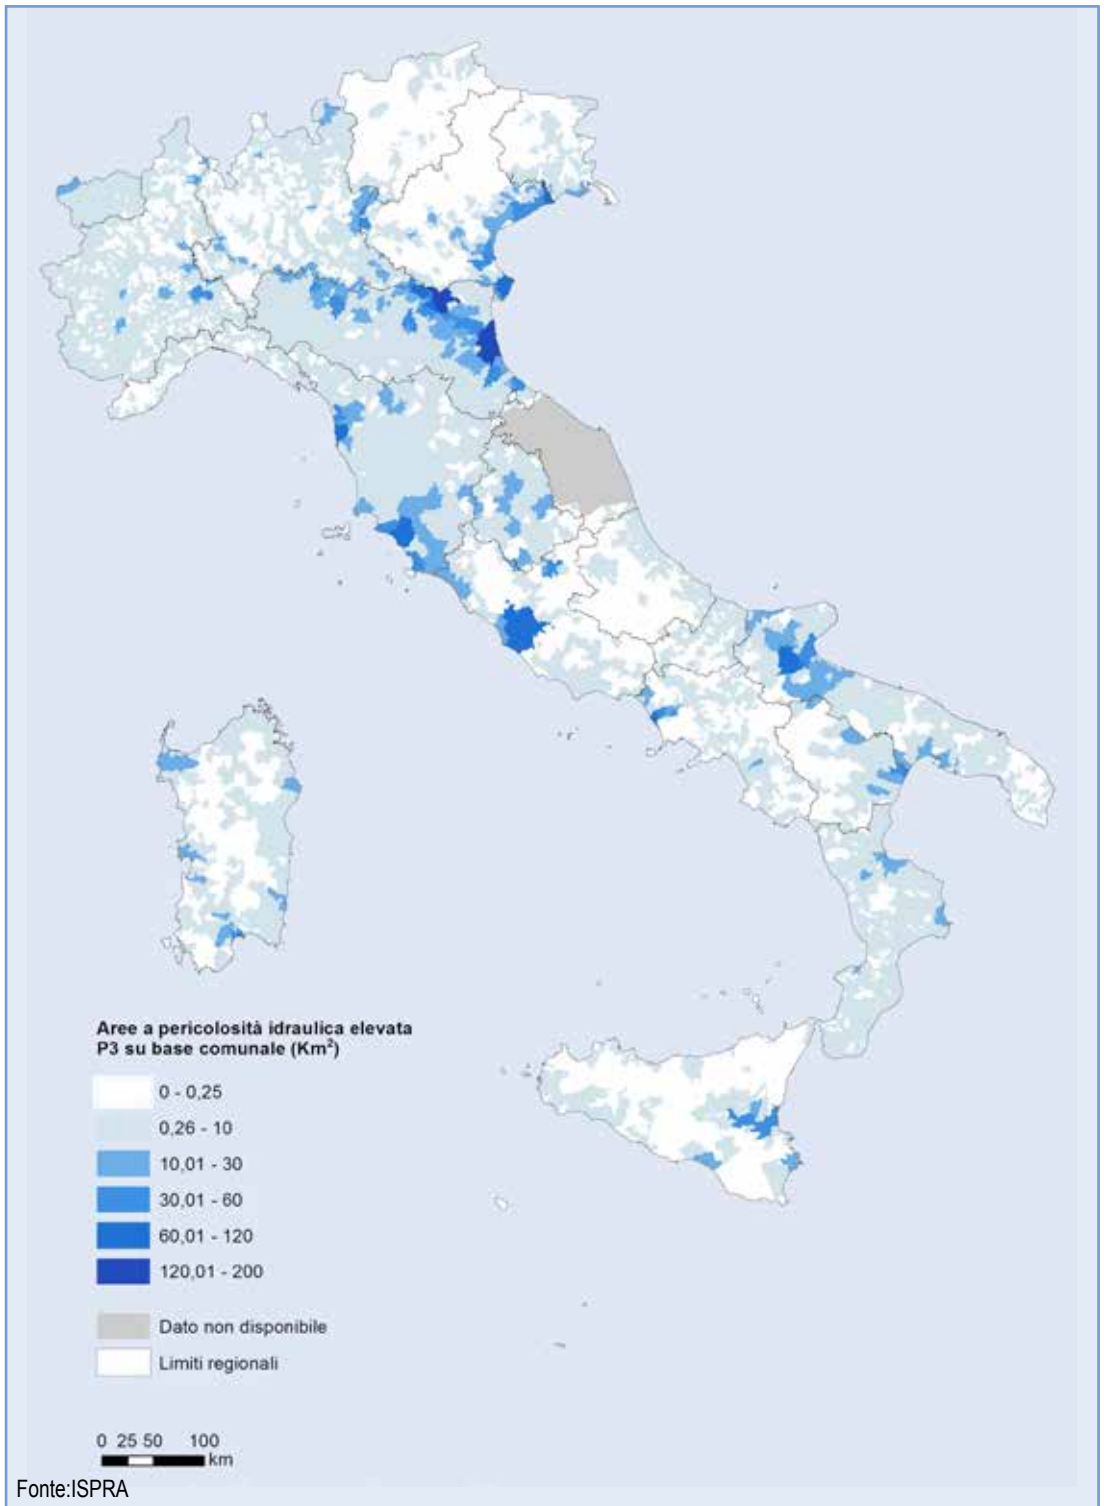 Aree a pericolosità idraulica elevata
P3 su base comunale (Km²)
0 - 0,25
0,26 - 10
10,01 - 30
30,01 - 60
60,01 - 120
120,01 - 200
Dato non disponibile
Limiti regionali
0 25 50 100
km
Fonte:ISPRA